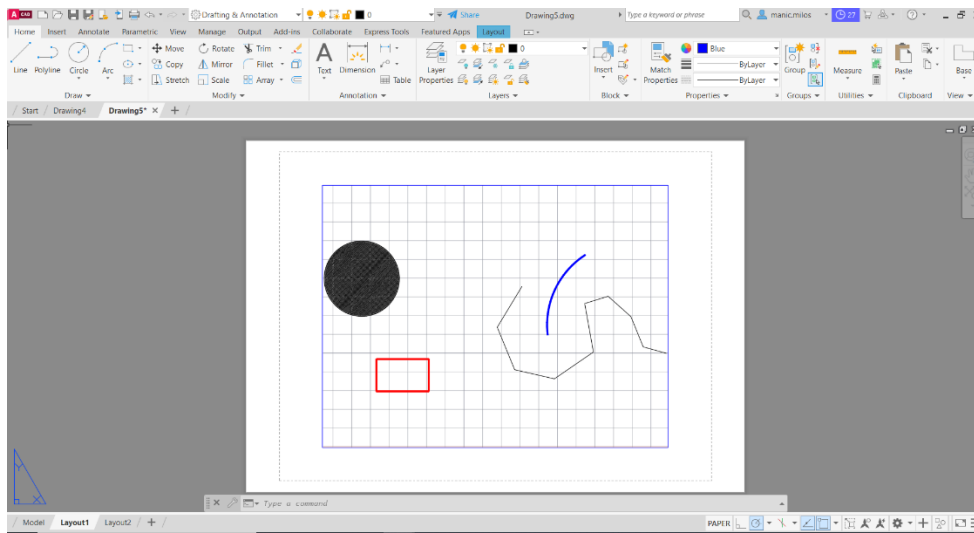 A CAD Drafting & Annotation 0 Share Drawing5.dwg Type a keyword or phrase manic.milos 27
Home Insert Annotate Parametric View Manage Output Add-ins Collaborate Express Tools Featured Apps Layout
Line Polyline Circle Arc
Move Rotate Trim
Copy Mirror Fillet
Stretch Scale Array
Text Dimension Table
Layer Properties
0
Insert
Match Properties
Blue
ByLayer
ByLayer
Group
Measure
Paste
Base
Draw Modify Annotation Layers Block Properties Groups Utilities Clipboard View
Start Drawing4 Drawing5* +
Y
X
Type a command
Model Layout1 Layout2 +
PAPER